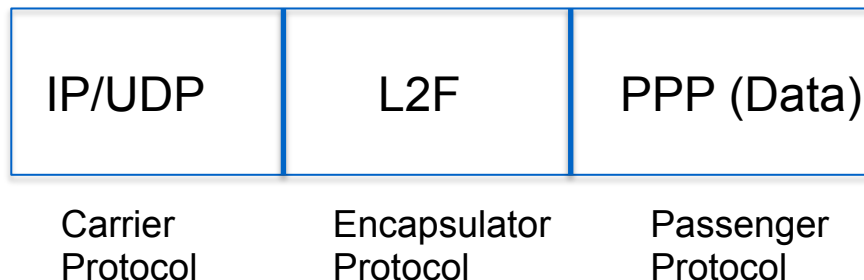 IP/UDP L2F PPP (Data)
Carrier Encapsulator Passenger
Protocol Protocol Protocol